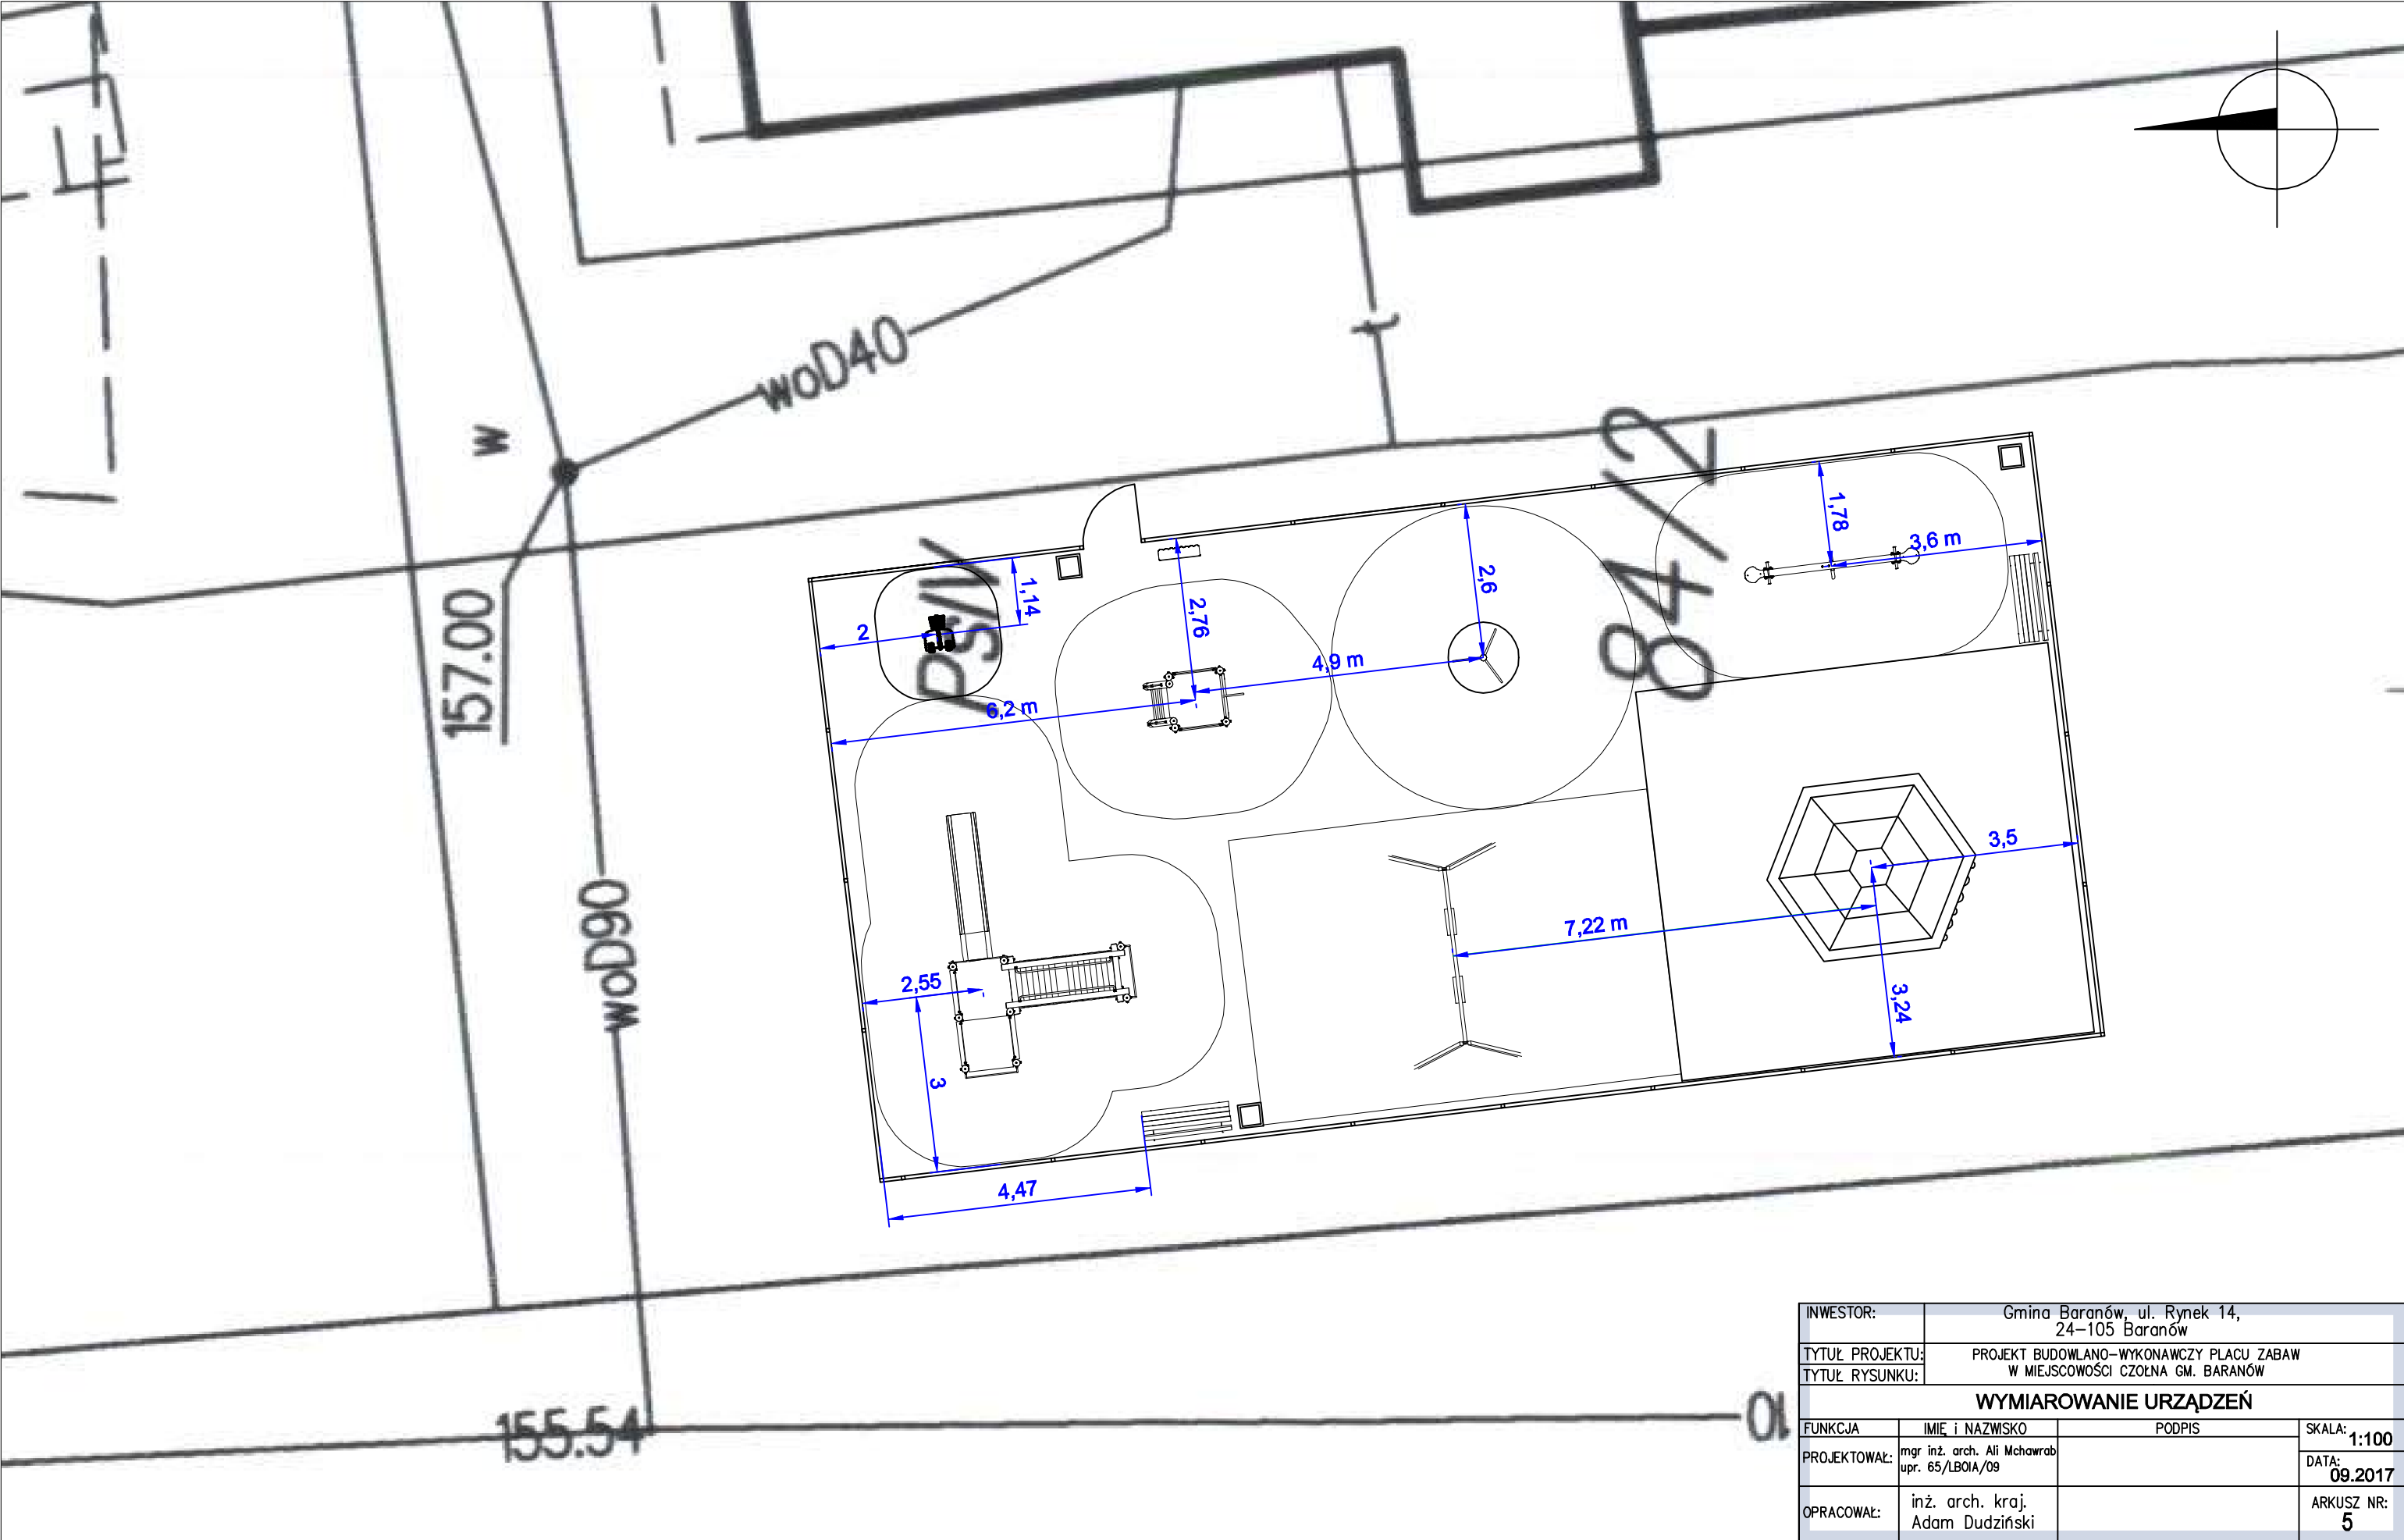 woD40
t
w
157.00
woD90
PsIV
84/2
1,14
2
2,76
6,2 m
4,9 m
2,6
1,78
3,6 m
3,5
7,22 m
3,24
2,55
3
4,47
155.54
INWESTOR:
Gmina Baranów, ul. Rynek 14,
24-105 Baranów
TYTUŁ PROJEKTU:
TYTUŁ RYSUNKU:
PROJEKT BUDOWLANO-WYKONAWCZY PLACU ZABAW
W MIEJSCOWOŚCI CZOŁNA GM. BARANÓW
WYMIAROWANIE URZĄDZEŃ
FUNKCJA
IMIĘ i NAZWISKO
PODPIS
SKALA:
1:100
PROJEKTOWAŁ:
mgr inż. arch. Ali Mchawrab
upr. 65/LBOIA/09
DATA:
09.2017
OPRACOWAŁ:
inż. arch. kraj.
Adam Dudziński
ARKUSZ NR:
5